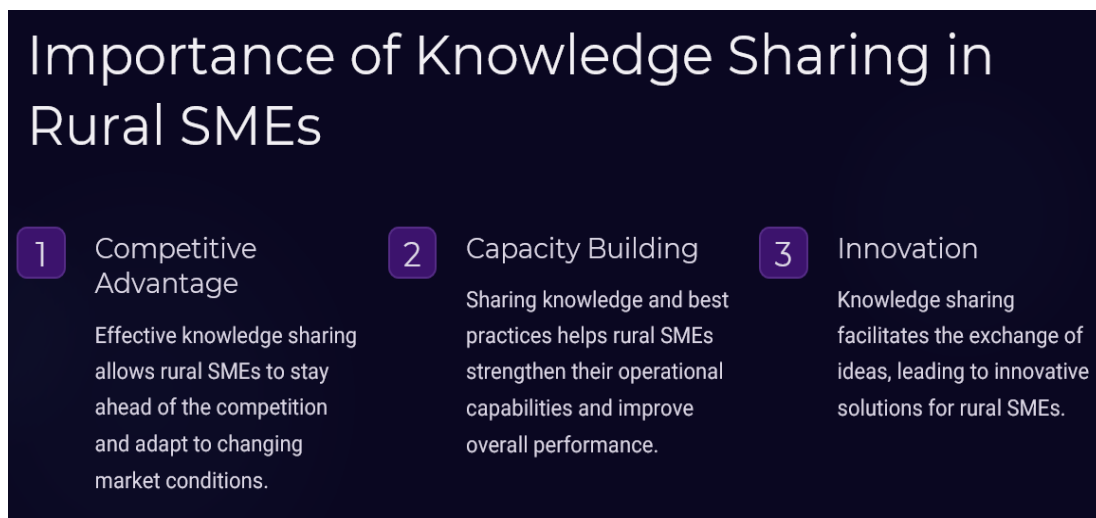 Importance of Knowledge Sharing in
Rural SMEs
1
Competitive
Advantage
Effective knowledge sharing
allows rural SMEs to stay
ahead of the competition
and adapt to changing
market conditions.
2
Capacity Building
Sharing knowledge and best
practices helps rural SMEs
strengthen their operational
capabilities and improve
overall performance.
3
Innovation
Knowledge sharing
facilitates the exchange of
ideas, leading to innovative
solutions for rural SMEs.